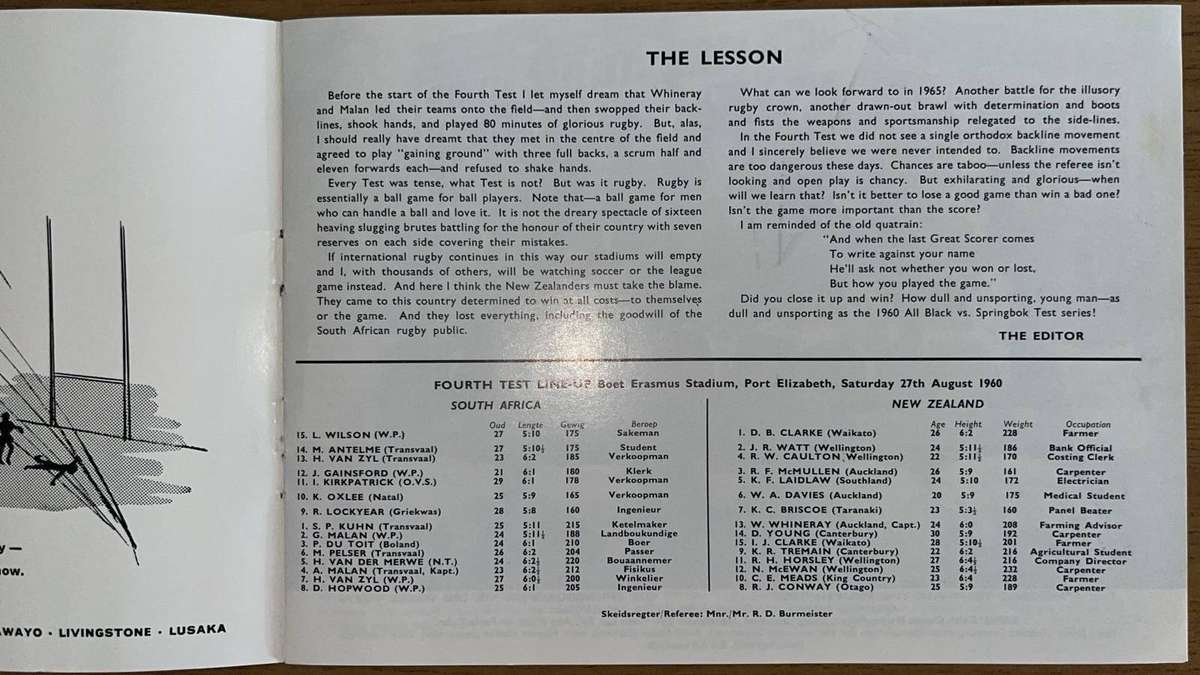 y —
now.
AWAYO · LIVINGSTONE · LUSAKA
THE LESSON
Before the start of the Fourth Test I let myself dream that Whineray
and Malan led their teams onto the field—and then swopped their back-
lines, shook hands, and played 80 minutes of glorious rugby. But, alas,
I should really have dreamt that they met in the centre of the field and
agreed to play "gaining ground" with three full backs, a scrum half and
eleven forwards each—and refused to shake hands.
Every Test was tense, what Test is not? But was it rugby. Rugby is
essentially a ball game for ball players. Note that—a ball game for men
who can handle a ball and love it. It is not the dreary spectacle of sixteen
heaving slugging brutes battling for the honour of their country with seven
reserves on each side covering their mistakes.
If international rugby continues in this way our stadiums will empty
and I, with thousands of others, will be watching soccer or the league
game instead. And here I think the New Zealanders must take the blame.
They came to this country determined to win at all costs—to themselves
or the game. And they lost everything, including the goodwill of the
South African rugby public.
What can we look forward to in 1965? Another battle for the illusory
rugby crown, another drawn-out brawl with determination and boots
and fists the weapons and sportsmanship relegated to the side-lines.
In the Fourth Test we did not see a single orthodox backline movement
and I sincerely believe we were never intended to. Backline movements
are too dangerous these days. Chances are taboo—unless the referee isn't
looking and open play is chancy. But exhilarating and glorious—when
will we learn that? Isn't it better to lose a good game than win a bad one?
Isn't the game more important than the score?
I am reminded of the old quatrain:
"And when the last Great Scorer comes
To write against your name
He'll ask not whether you won or lost,
But how you played the game."
Did you close it up and win? How dull and unsporting, young man—as
dull and unsporting as the 1960 All Black vs. Springbok Test series!
THE EDITOR
FOURTH TEST LINE-UP Boet Erasmus Stadium, Port Elizabeth, Saturday 27th August 1960
SOUTH AFRICA
Oud Lengte Gewig Beroep
15. L. WILSON (W.P.) 27 5:10 175 Sakeman
14. M. ANTELME (Transvaal) 27 5:10½ 175 Student
13. H. VAN ZYL (Transvaal) 23 6:2 185 Verkoopman
12. J. GAINSFORD (W.P.) 21 6:1 180 Klerk
11. I. KIRKPATRICK (O.V.S.) 29 6:1 178 Verkoopman
10. K. OXLEE (Natal) 25 5:9 165 Verkoopman
9. R. LOCKYEAR (Griekwas) 28 5:8 160 Ingenieur
1. S. P. KUHN (Transvaal) 25 5:11 215 Ketelmaker
2. G. MALAN (W.P.) 24 5:11½ 188 Landboukundige
3. P. DU TOIT (Boland) 24 6:1 210 Boer
6. M. PELSER (Transvaal) 26 6:2 204 Passer
5. H. VAN DER MERWE (N.T.) 24 6:2½ 220 Bouaannemer
4. A. MALAN (Transvaal, Kapt.) 23 6:2½ 212 Fisikus
7. H. VAN ZYL (W.P.) 27 6:0½ 200 Winkelier
8. D. HOPWOOD (W.P.) 25 6:1 205 Ingenieur
NEW ZEALAND
Age Height Weight Occupation
1. D. B. CLARKE (Waikato) 26 6:2 228 Farmer
2. J. R. WATT (Wellington) 24 5:11½ 186 Bank Official
4. R. W. CAULTON (Wellington) 22 5:11½ 170 Costing Clerk
3. R. F. McMULLEN (Auckland) 26 5:9 161 Carpenter
5. K. F. LAIDLAW (Southland) 24 5:10 172 Electrician
6. W. A. DAVIES (Auckland) 20 5:9 175 Medical Student
7. K. C. BRISCOE (Taranaki) 23 5:3½ 160 Panel Beater
13. W. WHINERAY (Auckland, Capt.) 24 6:0 208 Farming Advisor
14. D. YOUNG (Canterbury) 30 5:9 192 Carpenter
15. I. J. CLARKE (Waikato) 28 5:10½ 201 Farmer
9. K. R. TREMAIN (Canterbury) 22 6:2 216 Agricultural Student
11. R. H. HORSLEY (Wellington) 27 6:4½ 216 Company Director
12. N. McEWAN (Wellington) 25 6:4½ 232 Carpenter
10. C. E. MEADS (King Country) 23 6:4 228 Farmer
8. R. J. CONWAY (Otago) 25 5:9 189 Carpenter
Skeidsregter/Referee: Mnr./Mr. R. D. Burmeister